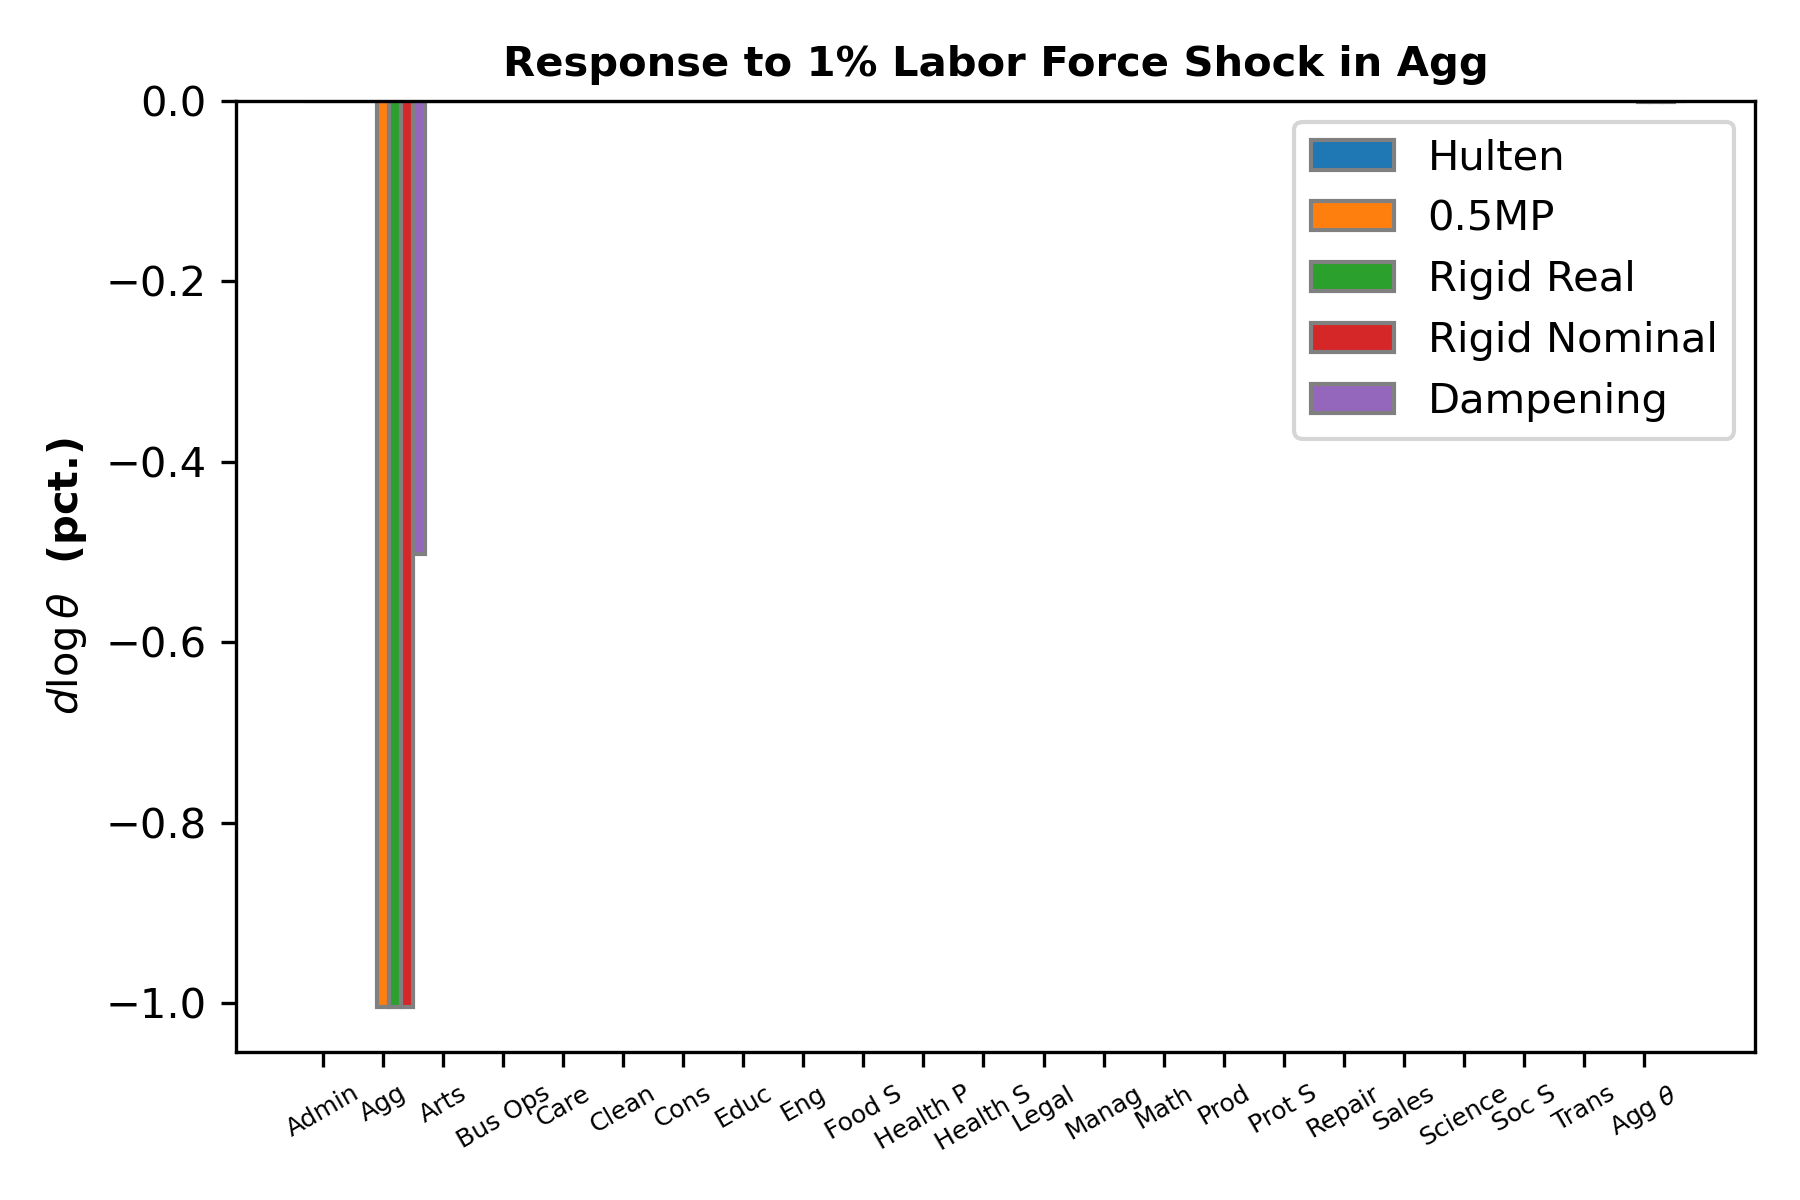 Response to 1% Labor Force Shock in Agg
0.0
−0.2
−0.4
−0.6
−0.8
−1.0
d log θ (pct.)
Hulten
0.5MP
Rigid Real
Rigid Nominal
Dampening
Admin
Agg
Arts
Bus Ops
Care
Clean
Cons
Educ
Eng
Food S
Health P
Health S
Legal
Manag
Math
Prod
Prot S
Repair
Sales
Science
Soc S
Trans
Agg θ